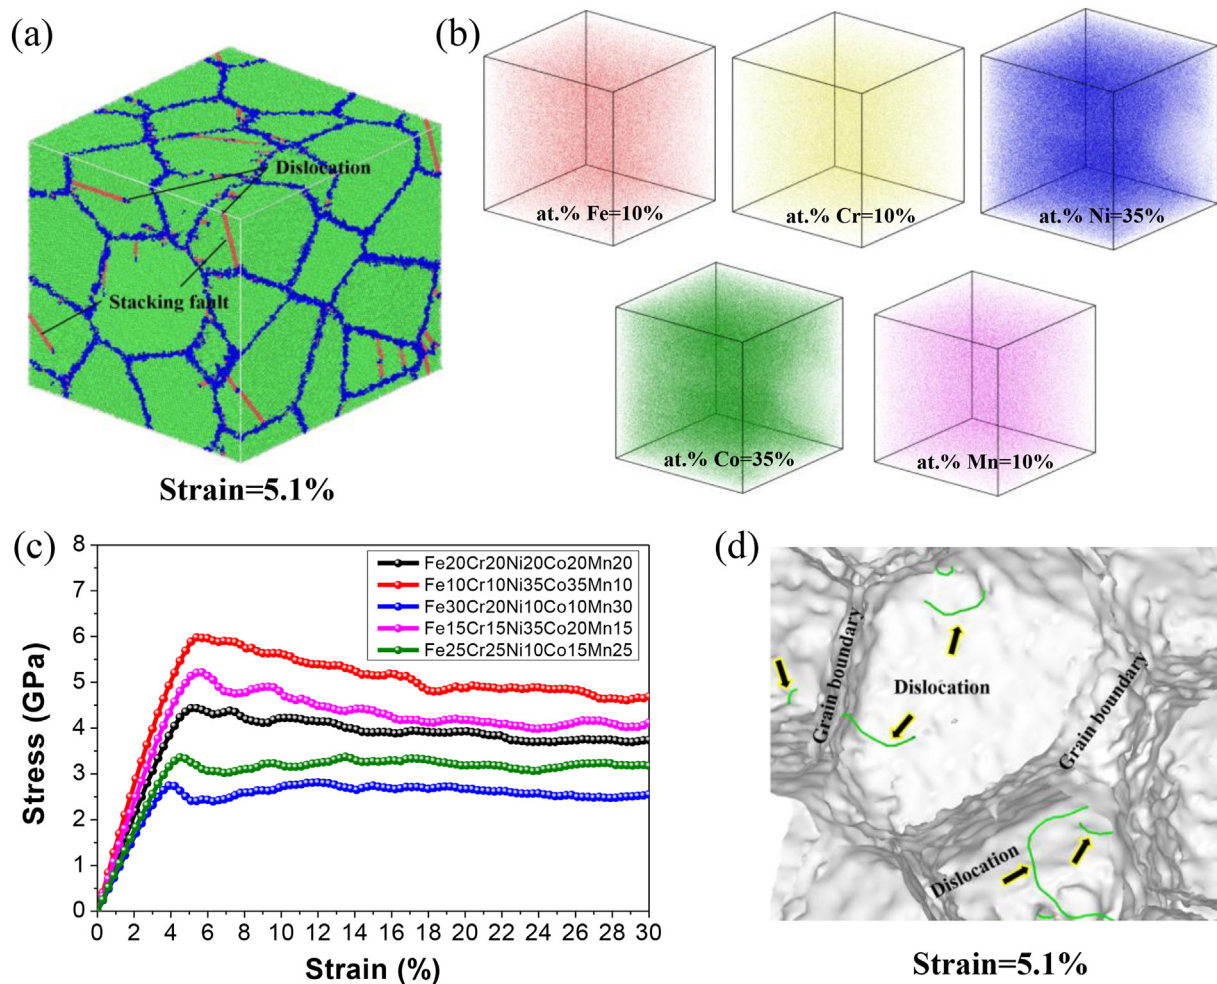 (a)
Dislocation
Stacking fault
Strain=5.1%
(b)
at.% Fe=10%
at.% Cr=10%
at.% Ni=35%
at.% Co=35%
at.% Mn=10%
(c)
8
7
6
5
4
3
2
1
0
Stress (GPa)
Fe20Cr20Ni20Co20Mn20
Fe10Cr10Ni35Co35Mn10
Fe30Cr20Ni10Co10Mn30
Fe15Cr15Ni35Co20Mn15
Fe25Cr25Ni10Co15Mn25
0 2 4 6 8 10 12 14 16 18 20 22 24 26 28 30
Strain (%)
(d)
Grain boundary
Dislocation
Grain boundary
Dislocation
Strain=5.1%